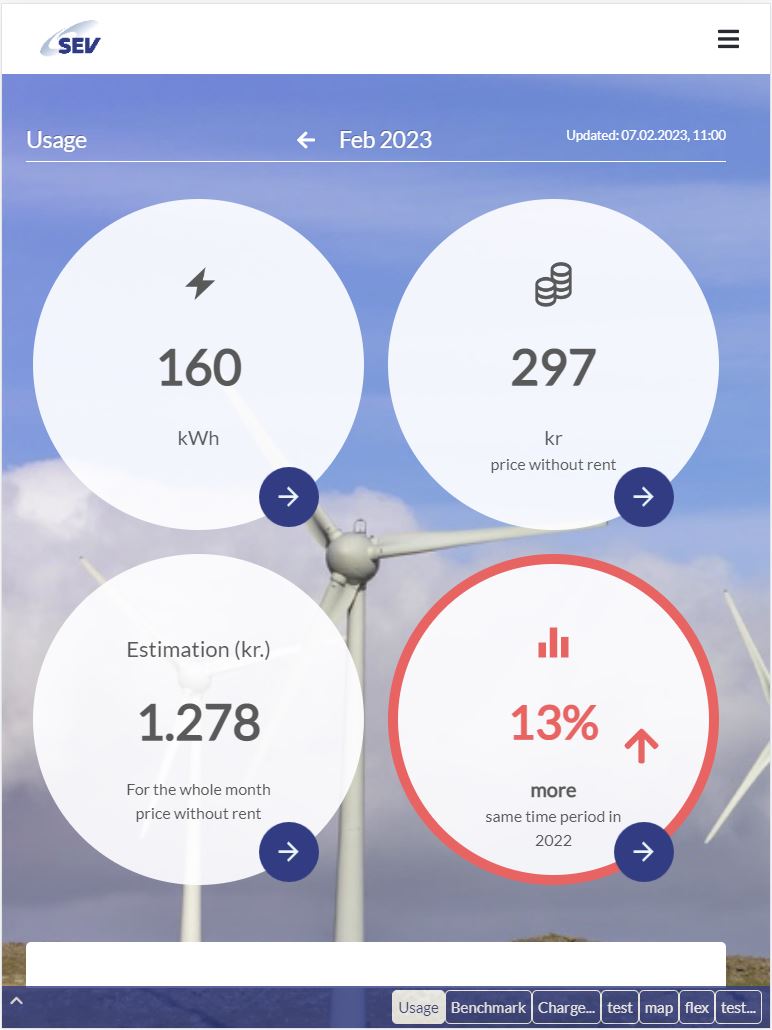 SEV
Usage
Feb 2023
Updated: 07.02.2023, 11:00
160
kWh
297
kr
price without rent
Estimation (kr.)
1.278
For the whole month
price without rent
13%
more
same time period in
2022
Usage
Benchmark
Charge...
test
map
flex
test...